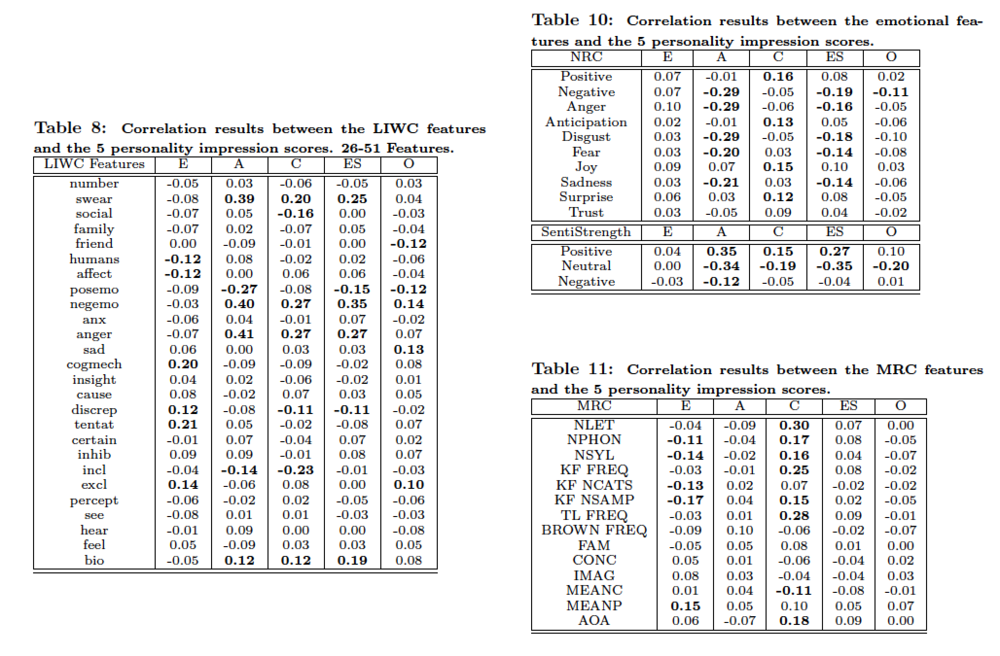 Table 8: Correlation results between the LIWC features
and the 5 personality impression scores. 26-51 Features.
LIWC Features E A C ES O
number -0.05 0.03 -0.06 -0.05 0.03
swear -0.08 0.39 0.20 0.25 0.04
social -0.07 0.05 -0.16 0.00 -0.03
family -0.07 0.02 -0.07 0.05 -0.04
friend 0.00 -0.09 -0.01 0.00 -0.12
humans -0.12 0.08 -0.02 0.02 -0.06
affect -0.12 0.00 0.06 0.06 -0.04
posemo -0.09 -0.27 -0.08 -0.15 -0.12
negemo -0.03 0.40 0.27 0.35 0.14
anx -0.06 0.04 -0.01 0.07 -0.02
anger -0.07 0.41 0.27 0.27 0.07
sad 0.06 0.00 0.03 0.03 0.13
cogmech 0.20 -0.09 -0.09 -0.02 0.08
insight 0.04 0.02 -0.06 -0.02 0.01
cause 0.08 -0.02 0.07 0.03 0.05
discrep 0.12 -0.08 -0.11 -0.11 -0.02
tentat 0.21 0.05 -0.02 -0.08 0.07
certain -0.01 0.07 -0.04 0.07 0.02
inhib 0.09 0.09 -0.01 0.08 0.07
incl -0.04 -0.14 -0.23 -0.01 -0.03
excl 0.14 -0.06 0.08 0.00 0.10
percept -0.06 -0.02 0.02 -0.05 -0.06
see -0.08 0.01 0.01 -0.03 -0.03
hear -0.01 0.09 0.00 0.00 -0.08
feel 0.05 -0.09 0.03 0.03 0.05
bio -0.05 0.12 0.12 0.19 0.08
Table 10: Correlation results between the emotional fea-
tures and the 5 personality impression scores.
NRC E A C ES O
Positive 0.07 -0.01 0.16 0.08 0.02
Negative 0.07 -0.29 -0.05 -0.19 -0.11
Anger 0.10 -0.29 -0.06 -0.16 -0.05
Anticipation 0.02 -0.01 0.13 0.05 -0.06
Disgust 0.03 -0.29 -0.05 -0.18 -0.10
Fear 0.03 -0.20 0.03 -0.14 -0.08
Joy 0.09 0.07 0.15 0.10 0.03
Sadness 0.03 -0.21 0.03 -0.14 -0.06
Surprise 0.06 0.03 0.12 0.08 -0.05
Trust 0.03 -0.05 0.09 0.04 -0.02
SentiStrength E A C ES O
Positive 0.04 0.35 0.15 0.27 0.10
Neutral 0.00 -0.34 -0.19 -0.35 -0.20
Negative -0.03 -0.12 -0.05 -0.04 0.01
Table 11: Correlation results between the MRC features
and the 5 personality impression scores.
MRC E A C ES O
NLET -0.04 -0.09 0.30 0.07 0.00
NPHON -0.11 -0.04 0.17 0.08 -0.05
NSYL -0.14 -0.02 0.16 0.04 -0.07
KF FREQ -0.03 -0.01 0.25 0.08 -0.02
KF NCATS -0.13 0.02 0.07 -0.02 -0.02
KF NSAMP -0.17 0.04 0.15 0.02 -0.05
TL FREQ -0.03 0.01 0.28 0.09 -0.01
BROWN FREQ -0.09 0.10 -0.06 -0.02 -0.07
FAM -0.05 0.05 0.08 0.01 0.00
CONC 0.05 0.01 -0.06 -0.04 0.02
IMAG 0.08 0.03 -0.04 -0.04 0.03
MEANC 0.01 0.04 -0.11 -0.08 -0.01
MEANP 0.15 0.05 0.10 0.05 0.07
AOA 0.06 -0.07 0.18 0.09 0.00